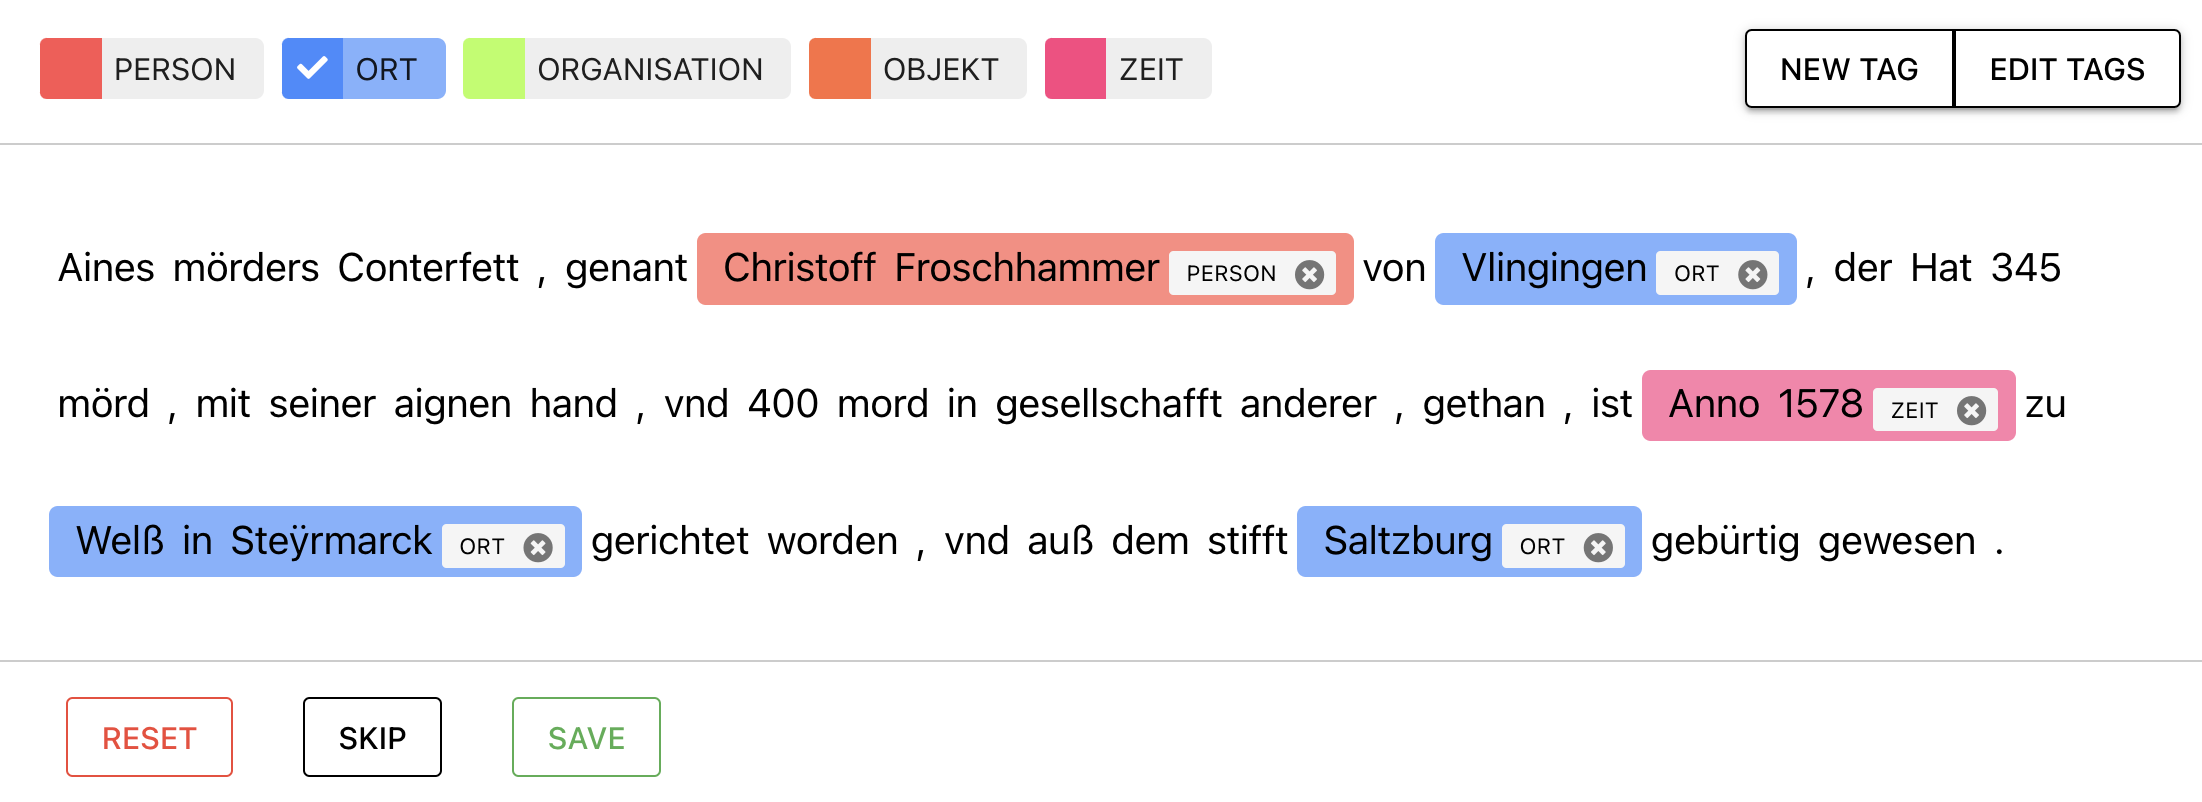 PERSON ORT ORGANISATION OBJEKT ZEIT NEW TAG EDIT TAGS
Aines mörders Conterfett , genant Christoff Froschhammer PERSON von Vlingingen ORT , der Hat 345
mörd , mit seiner aignen hand , vnd 400 mord in gesellschafft anderer , gethan , ist Anno 1578 ZEIT zu
Welß in Steÿrmarck ORT gerichtet worden , vnd auß dem stifft Saltzburg ORT gebürtig gewesen .
RESET SKIP SAVE